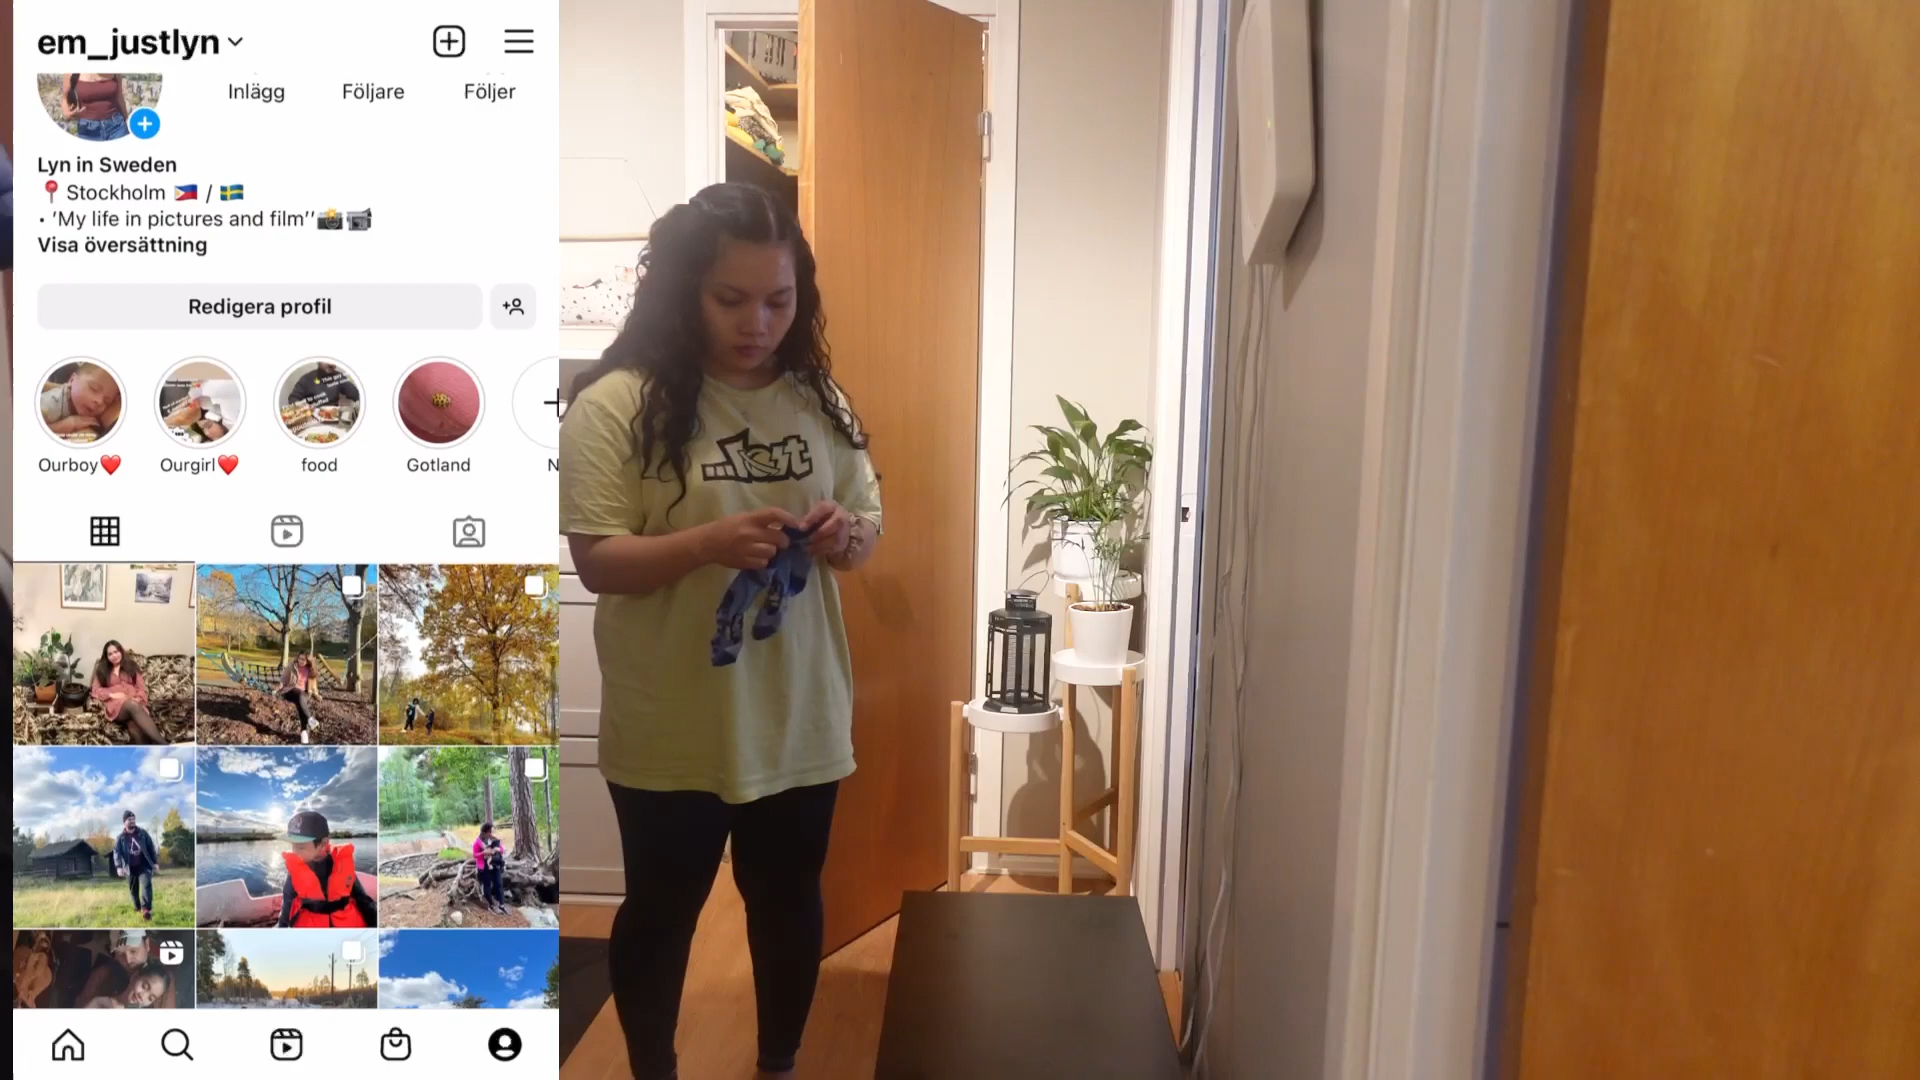 em_justlyn
Inlägg Följare Följer
Lyn in Sweden
Stockholm /
• ‘My life in pictures and film’’
Visa översättning
Redigera profil
Ourboy Ourgirl food Gotland N
...lost